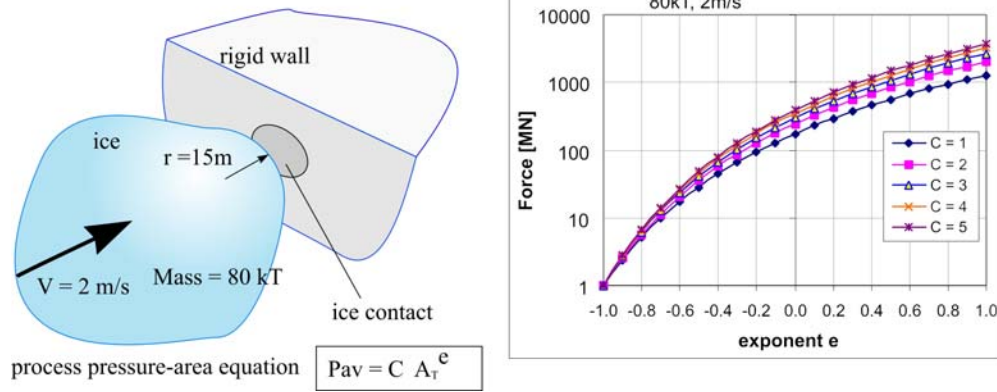 rigid wall
ice
r =15m
V = 2 m/s
Mass = 80 kT
ice contact
process pressure-area equation
Pav = C A_T^e
80kT, 2m/s
Force [MN]
10000
1000
100
10
1
-1.0 -0.8 -0.6 -0.4 -0.2 0.0 0.2 0.4 0.6 0.8 1.0
exponent e
C = 1
C = 2
C = 3
C = 4
C = 5